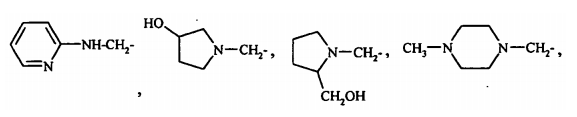 HO
N
NH-CH₂-
,
N—CH₂-,
N—CH₂-,
CH₂OH
CH₃—N
N—CH₂-,